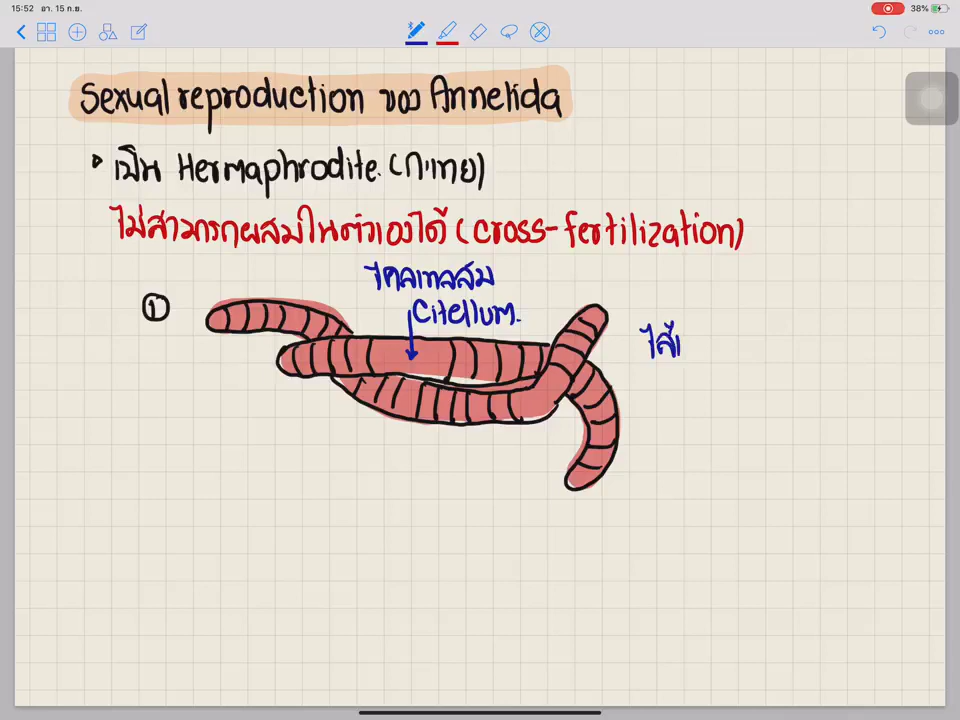 15:52 อา. 15 ก.ย.
38%
Sexual reproduction ของ Annelida
เป็น Hermaphrodite (กะเทย)
ไม่สามารถผสมในตัวเองได้ (cross-fertilization)
ไคลเทลลัม
Citellum.
①
ไส้เ